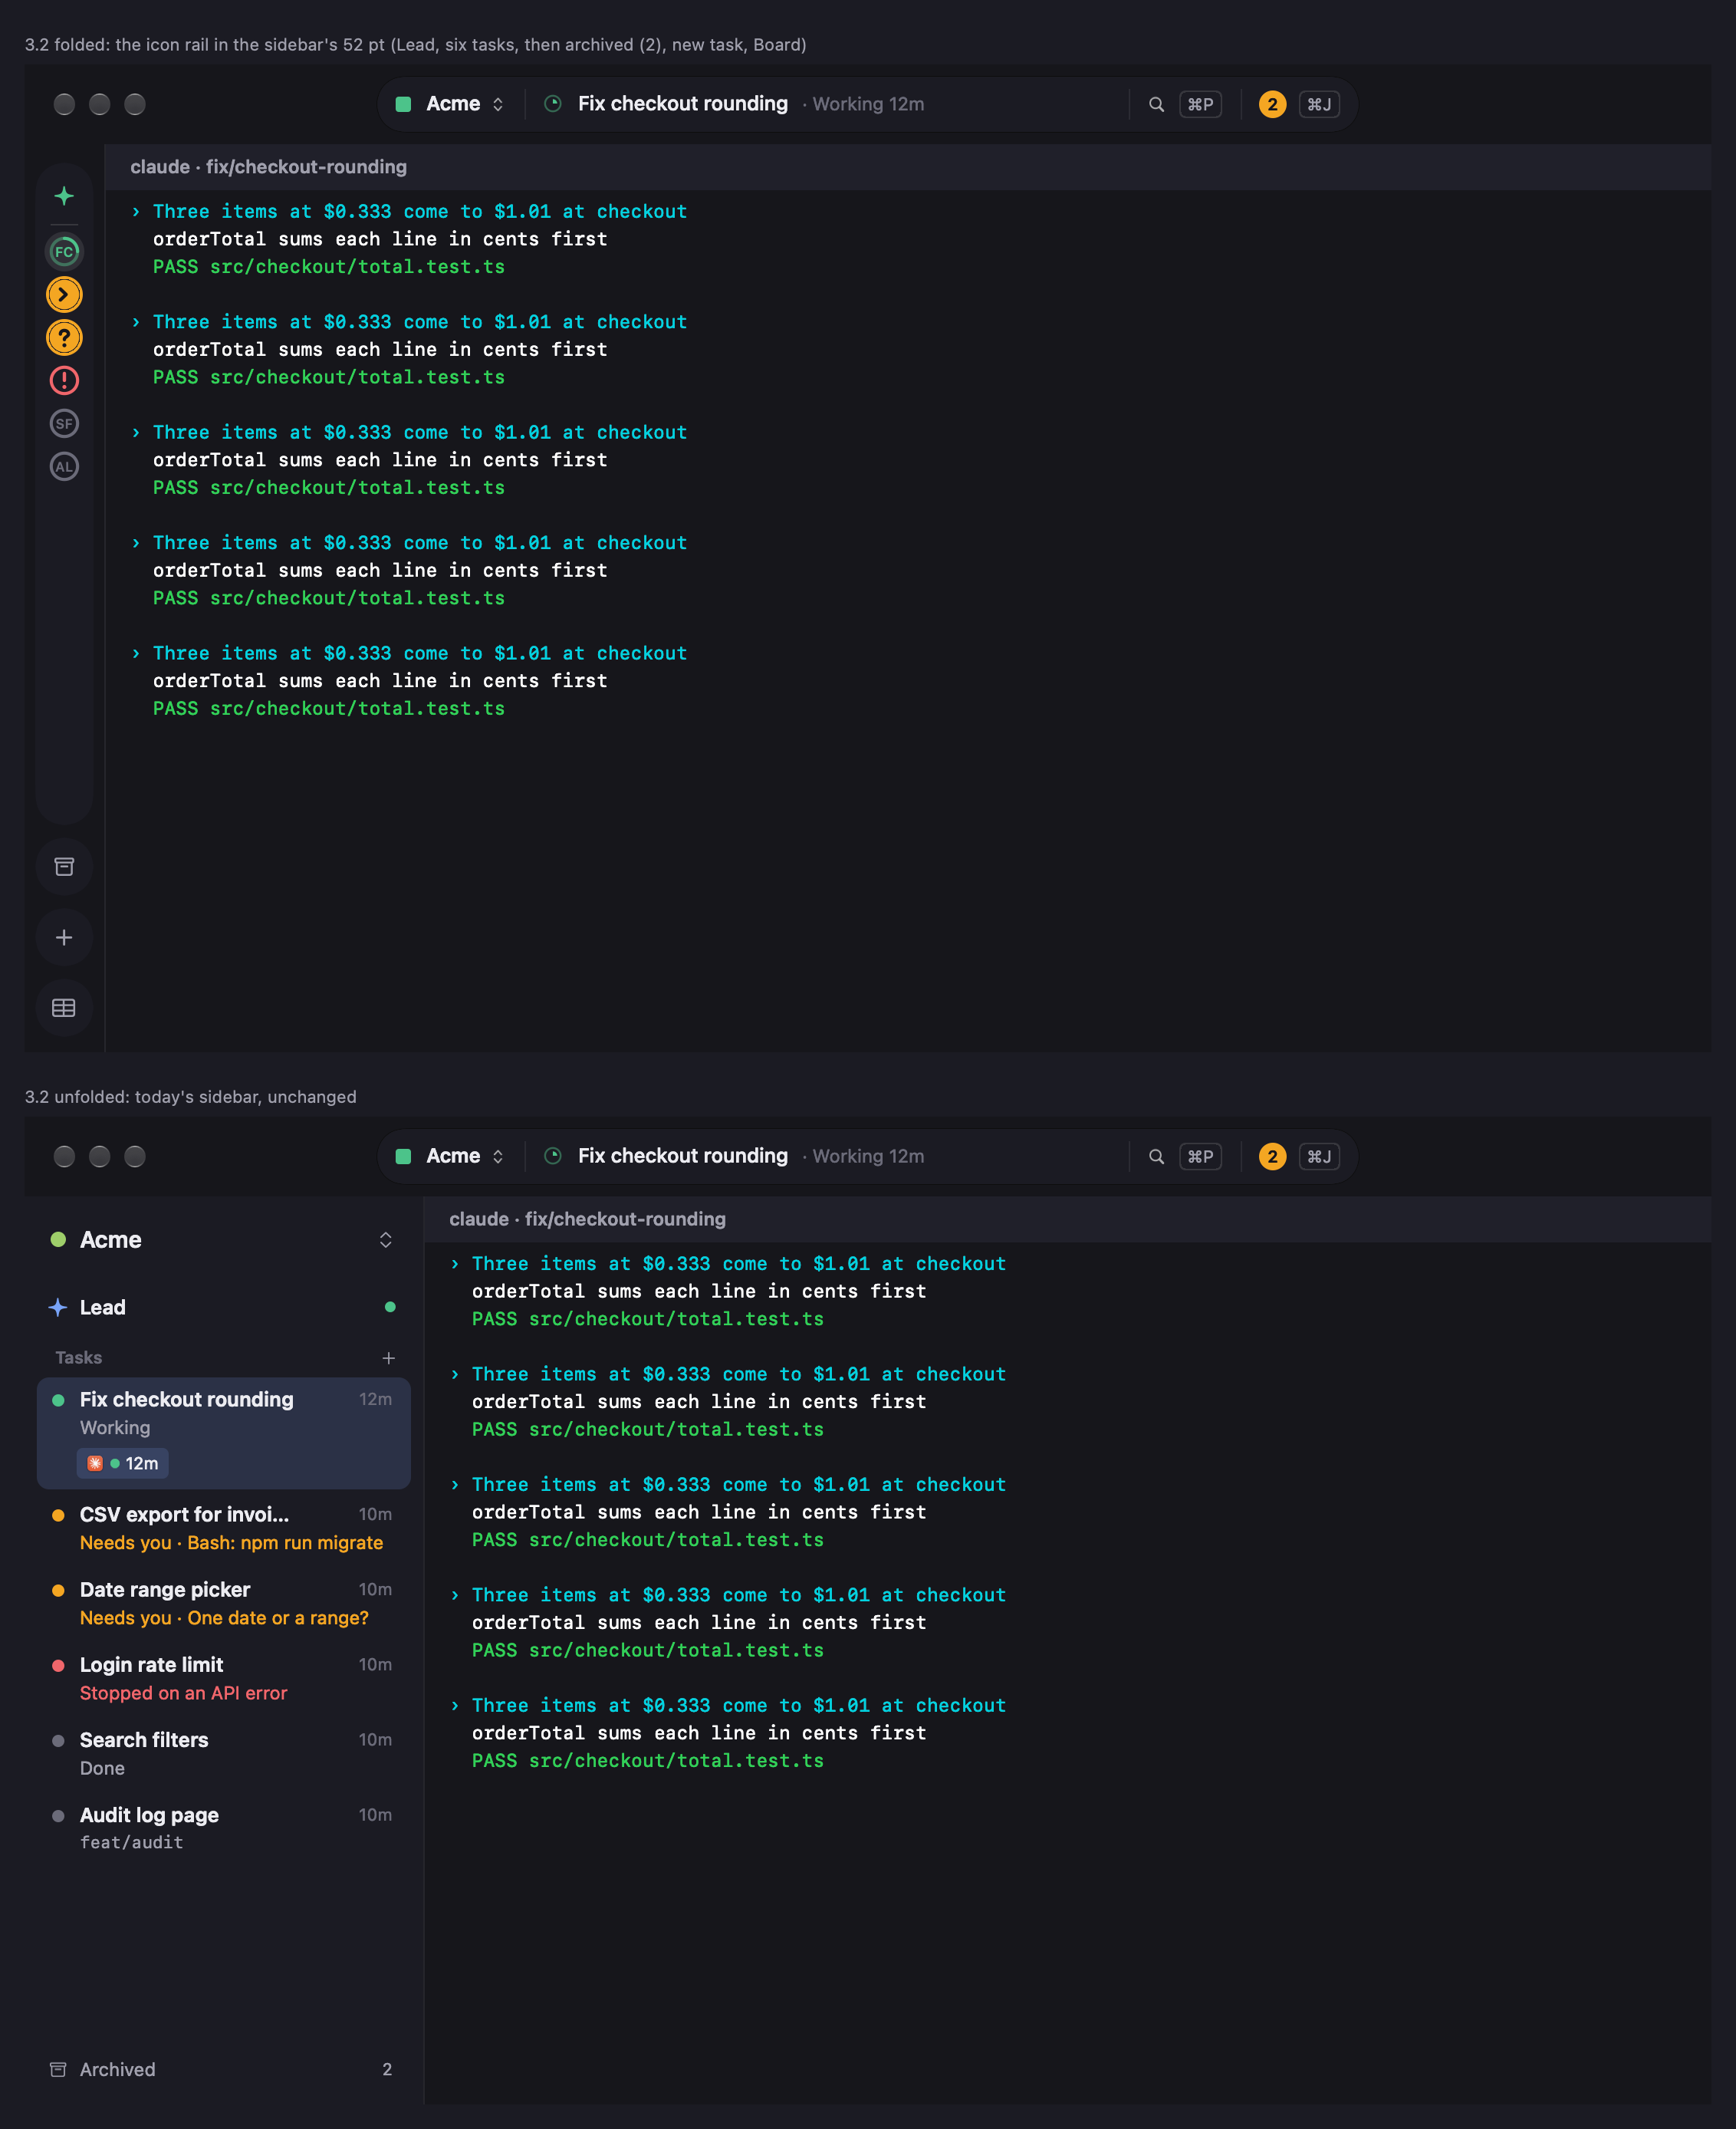 3.2 folded: the icon rail in the sidebar's 52 pt (Lead, six tasks, then archived (2), new task, Board)
Acme Fix checkout rounding · Working 12m ⌘P 2 ⌘J
claude · fix/checkout-rounding
› Three items at $0.333 come to $1.01 at checkout
orderTotal sums each line in cents first
PASS src/checkout/total.test.ts
› Three items at $0.333 come to $1.01 at checkout
orderTotal sums each line in cents first
PASS src/checkout/total.test.ts
› Three items at $0.333 come to $1.01 at checkout
orderTotal sums each line in cents first
PASS src/checkout/total.test.ts
› Three items at $0.333 come to $1.01 at checkout
orderTotal sums each line in cents first
PASS src/checkout/total.test.ts
› Three items at $0.333 come to $1.01 at checkout
orderTotal sums each line in cents first
PASS src/checkout/total.test.ts
FC
?
!
SF
AL
3.2 unfolded: today's sidebar, unchanged
Acme Fix checkout rounding · Working 12m ⌘P 2 ⌘J
Acme
Lead
Tasks +
Fix checkout rounding 12m
Working
12m
CSV export for invoi... 10m
Needs you · Bash: npm run migrate
Date range picker 10m
Needs you · One date or a range?
Login rate limit 10m
Stopped on an API error
Search filters 10m
Done
Audit log page 10m
feat/audit
Archived 2
claude · fix/checkout-rounding
› Three items at $0.333 come to $1.01 at checkout
orderTotal sums each line in cents first
PASS src/checkout/total.test.ts
› Three items at $0.333 come to $1.01 at checkout
orderTotal sums each line in cents first
PASS src/checkout/total.test.ts
› Three items at $0.333 come to $1.01 at checkout
orderTotal sums each line in cents first
PASS src/checkout/total.test.ts
› Three items at $0.333 come to $1.01 at checkout
orderTotal sums each line in cents first
PASS src/checkout/total.test.ts
› Three items at $0.333 come to $1.01 at checkout
orderTotal sums each line in cents first
PASS src/checkout/total.test.ts